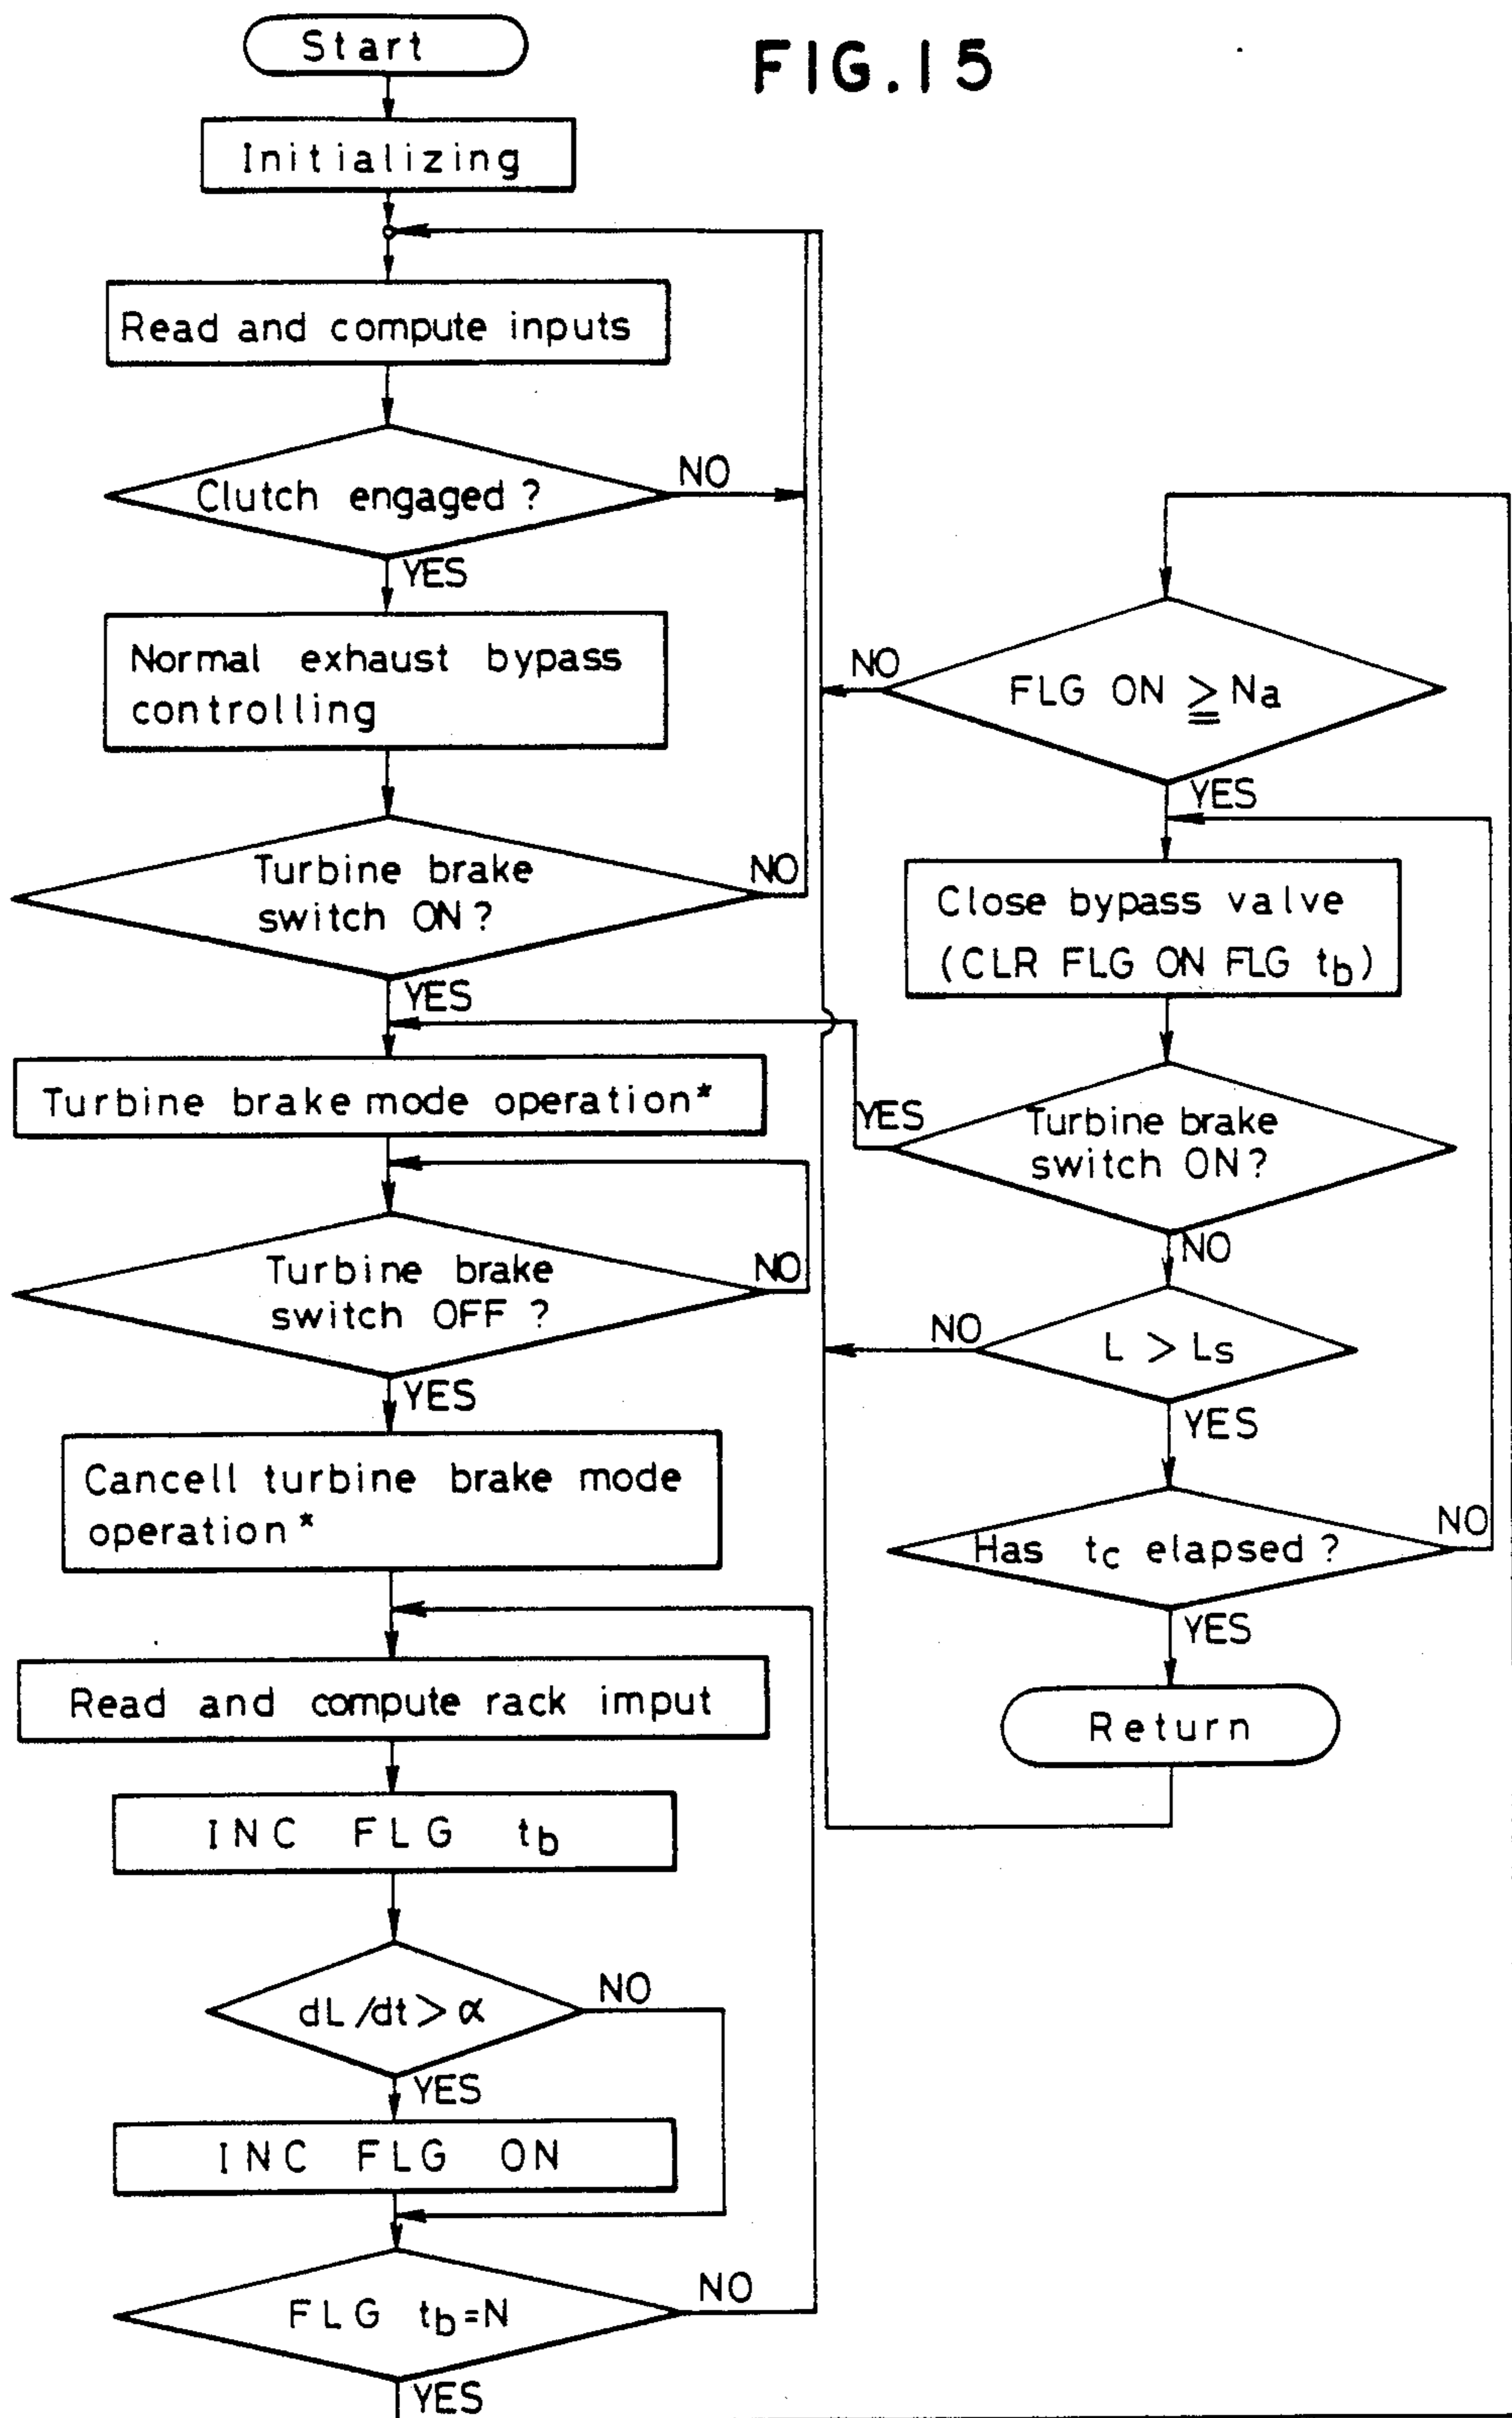 FIG.15
Start
Initializing
Read and compute inputs
Clutch engaged ?
NO
YES
Normal exhaust bypass
controlling
Turbine brake
switch ON?
NO
YES
Turbine brake mode operation*
Turbine brake
switch OFF ?
NO
YES
Cancell turbine brake mode
operation*
Read and compute rack imput
INC FLG tb
dL/dt>α
NO
YES
INC FLG ON
FLG tb=N
NO
YES
FLG ON ≧ Na
NO
YES
Close bypass valve
(CLR FLG ON FLG tb)
Turbine brake
switch ON?
YES
NO
L > Ls
NO
YES
Has tc elapsed ?
NO
YES
Return